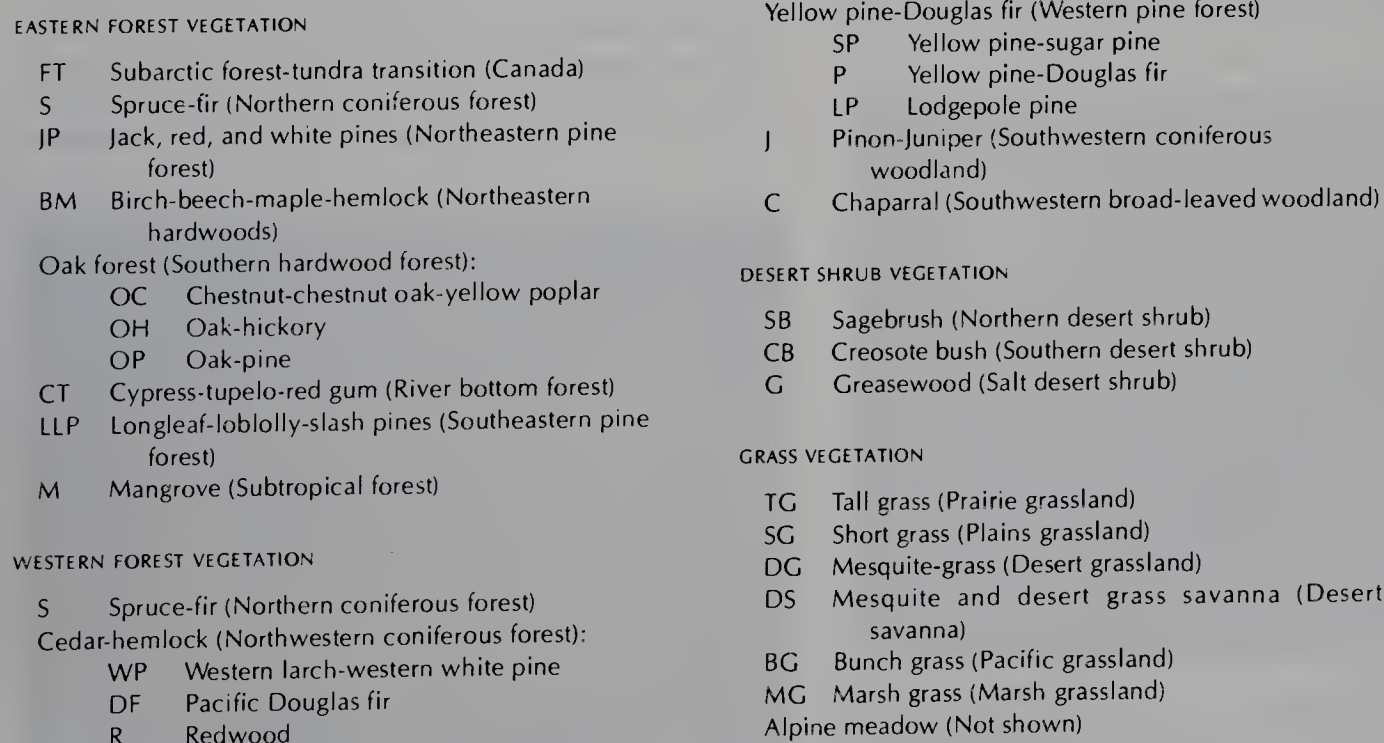 EASTERN FOREST VEGETATION
FT Subarctic forest-tundra transition (Canada)
S Spruce-fir (Northern coniferous forest)
JP Jack, red, and white pines (Northeastern pine
forest)
BM Birch-beech-maple-hemlock (Northeastern
hardwoods)
Oak forest (Southern hardwood forest):
OC Chestnut-chestnut oak-yellow poplar
OH Oak-hickory
OP Oak-pine
CT Cypress-tupelo-red gum (River bottom forest)
LLP Longleaf-loblolly-slash pines (Southeastern pine
forest)
M Mangrove (Subtropical forest)
WESTERN FOREST VEGETATION
S Spruce-fir (Northern coniferous forest)
Cedar-hemlock (Northwestern coniferous forest):
WP Western larch-western white pine
DF Pacific Douglas fir
R Redwood
Yellow pine-Douglas fir (Western pine forest)
SP Yellow pine-sugar pine
P Yellow pine-Douglas fir
LP Lodgepole pine
J Pinon-Juniper (Southwestern coniferous
woodland)
C Chaparral (Southwestern broad-leaved woodland)
DESERT SHRUB VEGETATION
SB Sagebrush (Northern desert shrub)
CB Creosote bush (Southern desert shrub)
G Greasewood (Salt desert shrub)
GRASS VEGETATION
TG Tall grass (Prairie grassland)
SG Short grass (Plains grassland)
DG Mesquite-grass (Desert grassland)
DS Mesquite and desert grass savanna (Desert
savanna)
BG Bunch grass (Pacific grassland)
MG Marsh grass (Marsh grassland)
Alpine meadow (Not shown)